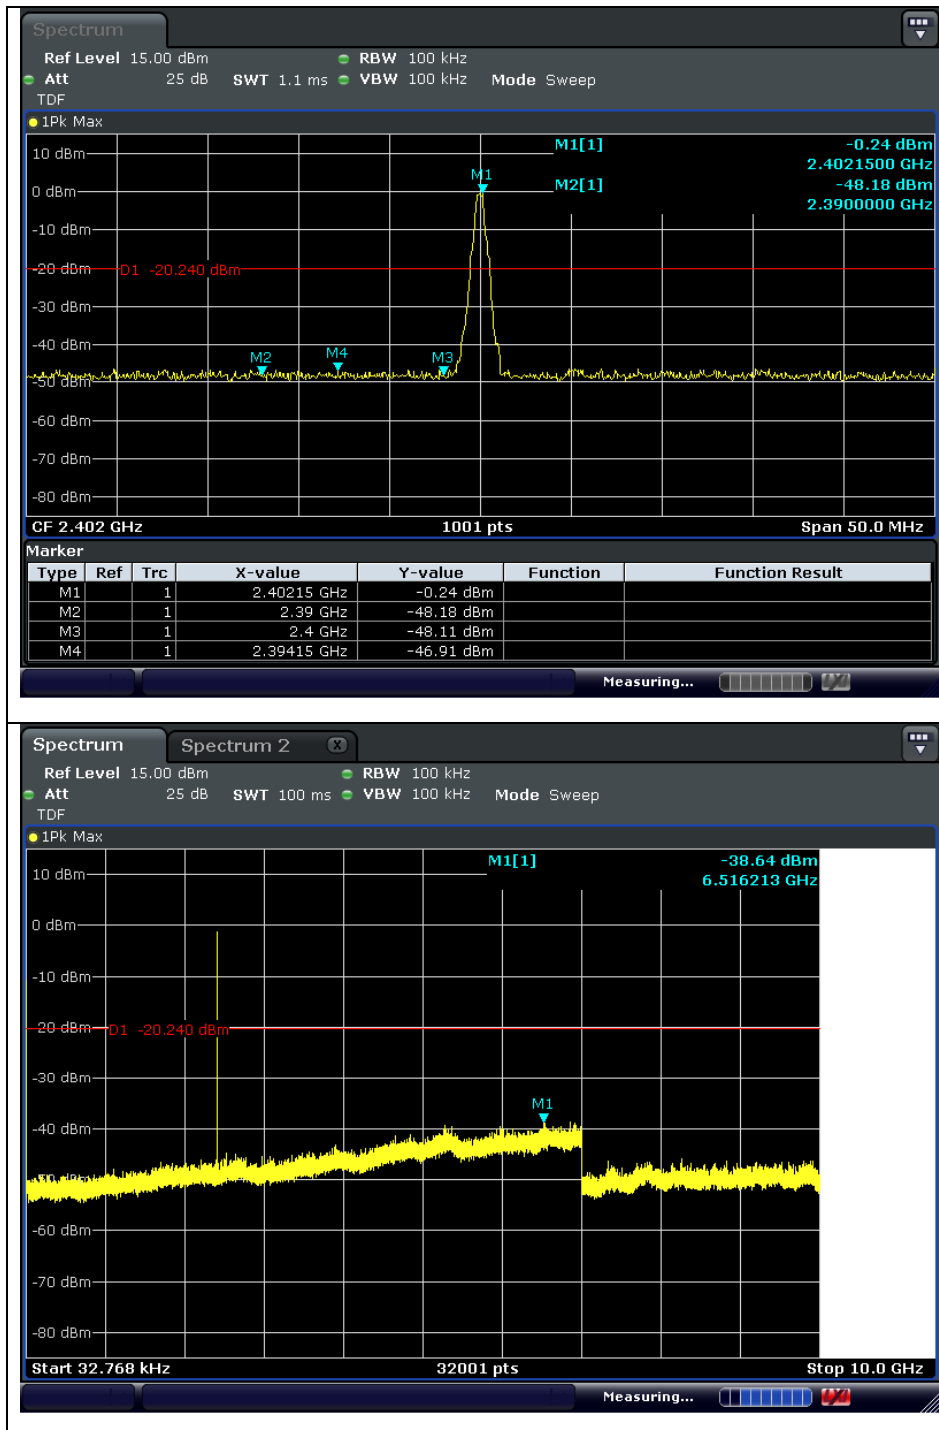 Spectrum
Ref Level 15.00 dBm RBW 100 kHz
Att 25 dB SWT 1.1 ms VBW 100 kHz Mode Sweep
TDF
1Pk Max
M1[1] -0.24 dBm
2.4021500 GHz
M2[1] -48.18 dBm
2.3900000 GHz
10 dBm
M1
0 dBm
-10 dBm
-20 dBm D1 -20.240 dBm
-30 dBm
-40 dBm
M2 M4 M3
-50 dBm
-60 dBm
-70 dBm
-80 dBm
CF 2.402 GHz 1001 pts Span 50.0 MHz
Marker
Type Ref Trc X-value Y-value Function Function Result
M1 1 2.40215 GHz -0.24 dBm
M2 1 2.39 GHz -48.18 dBm
M3 1 2.4 GHz -48.11 dBm
M4 1 2.39415 GHz -46.91 dBm
Measuring...
Spectrum Spectrum 2 X
Ref Level 15.00 dBm RBW 100 kHz
Att 25 dB SWT 100 ms VBW 100 kHz Mode Sweep
TDF
1Pk Max
M1[1] -38.64 dBm
6.516213 GHz
10 dBm
0 dBm
-10 dBm
-20 dBm D1 -20.240 dBm
-30 dBm
M1
-40 dBm
-60 dBm
-70 dBm
-80 dBm
Start 32.768 kHz 32001 pts Stop 10.0 GHz
Measuring...